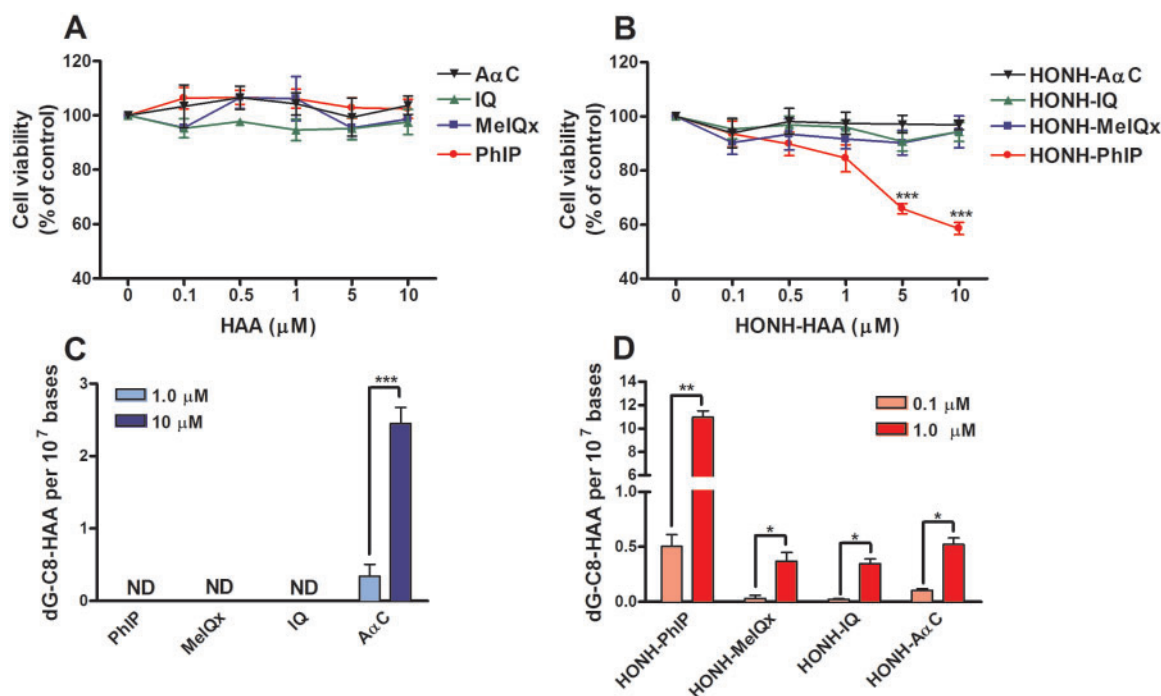 A
120
100
80
60
40
Cell viability
(% of control)
0 0.1 0.5 1 5 10
HAA (μM)
AαC
IQ
MeIQx
PhIP
B
120
100
80
60
40
Cell viability
(% of control)
***
***
0 0.1 0.5 1 5 10
HONH-HAA (μM)
HONH-AαC
HONH-IQ
HONH-MeIQx
HONH-PhIP
C
3
2
1
0
dG-C8-HAA per 10⁷ bases
1.0 μM
10 μM
***
ND ND ND
PhIP MeIQx IQ AαC
D
14
12
10
8
6
4
1.0
0.5
0.0
dG-C8-HAA per 10⁷ bases
0.1 μM
1.0 μM
**
*
*
*
HONH-PhIP HONH-MeIQx HONH-IQ HONH-AαC